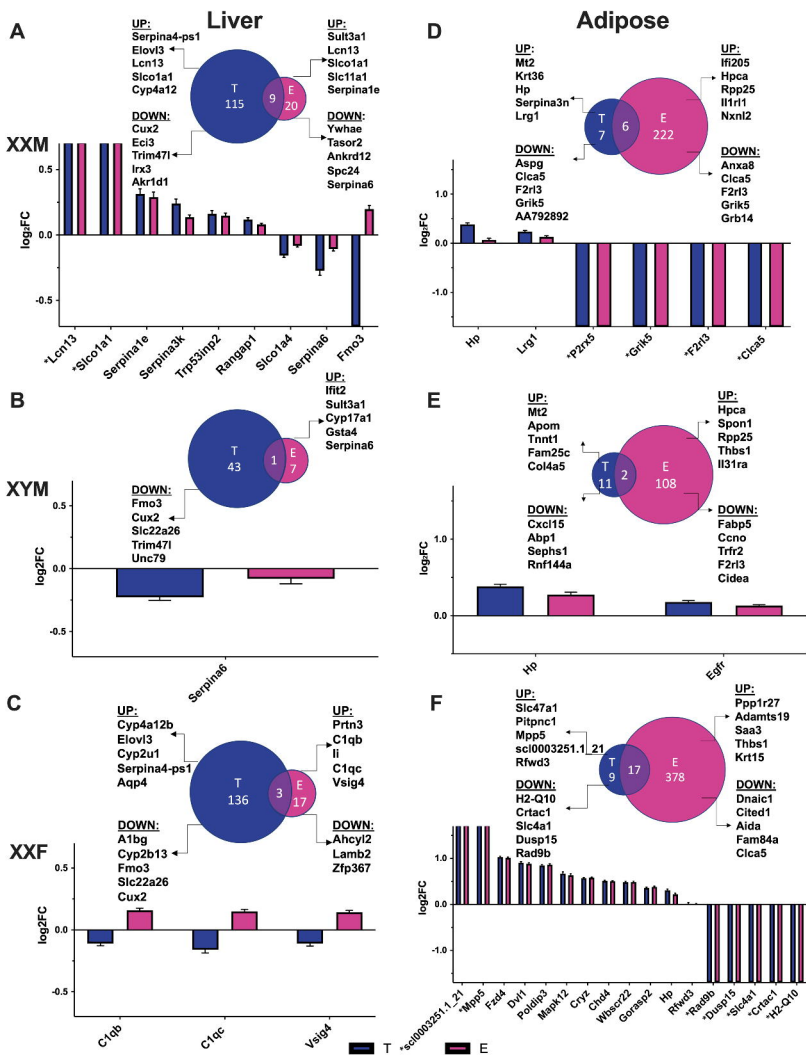 Liver
Adipose
A
UP:
Serpina4-ps1
Elovl3
Lcn13
Slco1a1
Cyp4a12
UP:
Sult3a1
Lcn13
Slco1a1
Slc11a1
Serpina1e
T
115
9
E
20
DOWN:
Cux2
Eci3
Trim47l
Irx3
Akr1d1
DOWN:
Ywhae
Tasor2
Ankrd12
Spc24
Serpina6
XXM
log₂FC
0.5
0.0
-0.5
*Lcn13
*Slco1a1
Serpina1e
Serpina3k
Trp53inp2
Rangap1
Slco1a4
Serpina6
Fmo3
D
UP:
Mt2
Krt36
Hp
Serpina3n
Lrg1
UP:
Ifi205
Hpca
Rpp25
Il1rl1
Nxnl2
T
7
6
E
222
DOWN:
Aspg
Clca5
F2rl3
Grik5
AA792892
DOWN:
Anxa8
Clca5
F2rl3
Grik5
Grb14
log₂FC
1.0
0.0
-1.0
Hp
Lrg1
*P2rx5
*Grik5
*F2rl3
*Clca5
B
UP:
Ifit2
Sult3a1
Cyp17a1
Gsta4
Serpina6
T
43
1
E
7
DOWN:
Fmo3
Cux2
Slc22a26
Trim47l
Unc79
XYM
log2FC
0.5
0.0
-0.5
Serpina6
E
UP:
Mt2
Apom
Tnnt1
Fam25c
Col4a5
UP:
Hpca
Spon1
Rpp25
Thbs1
Il31ra
T
11
2
E
108
DOWN:
Cxcl15
Abp1
Sephs1
Rnf144a
DOWN:
Fabp5
Ccno
Trfr2
F2rl3
Cidea
log₂FC
1.0
0.5
0.0
Hp
Egfr
C
UP:
Cyp4a12b
Elovl3
Cyp2u1
Serpina4-ps1
Aqp4
UP:
Prtn3
C1qb
Ii
C1qc
Vsig4
T
136
3
E
17
DOWN:
A1bg
Cyp2b13
Fmo3
Slc22a26
Cux2
DOWN:
Ahcyl2
Lamb2
Zfp367
XXF
log2FC
0.5
0.0
-0.5
C1qb
C1qc
Vsig4
F
UP:
Slc47a1
Pitpnc1
Mpp5
scl0003251.1_21
Rfwd3
UP:
Ppp1r27
Adamts19
Saa3
Thbs1
Krt15
T
9
17
E
378
DOWN:
H2-Q10
Crtac1
Slc4a1
Dusp15
Rad9b
DOWN:
Dnaic1
Cited1
Aida
Fam84a
Clca5
log2FC
1.0
0.0
-1.0
*scl0003251.1_21
*Mpp5
Fzd4
Dvl1
Poldip3
Mapk12
Cryz
Chd4
Wbscr22
Gorasp2
Hp
Rfwd3
*Rad9b
*Dusp15
*Slc4a1
*Crtac1
*H2-Q10
T
E